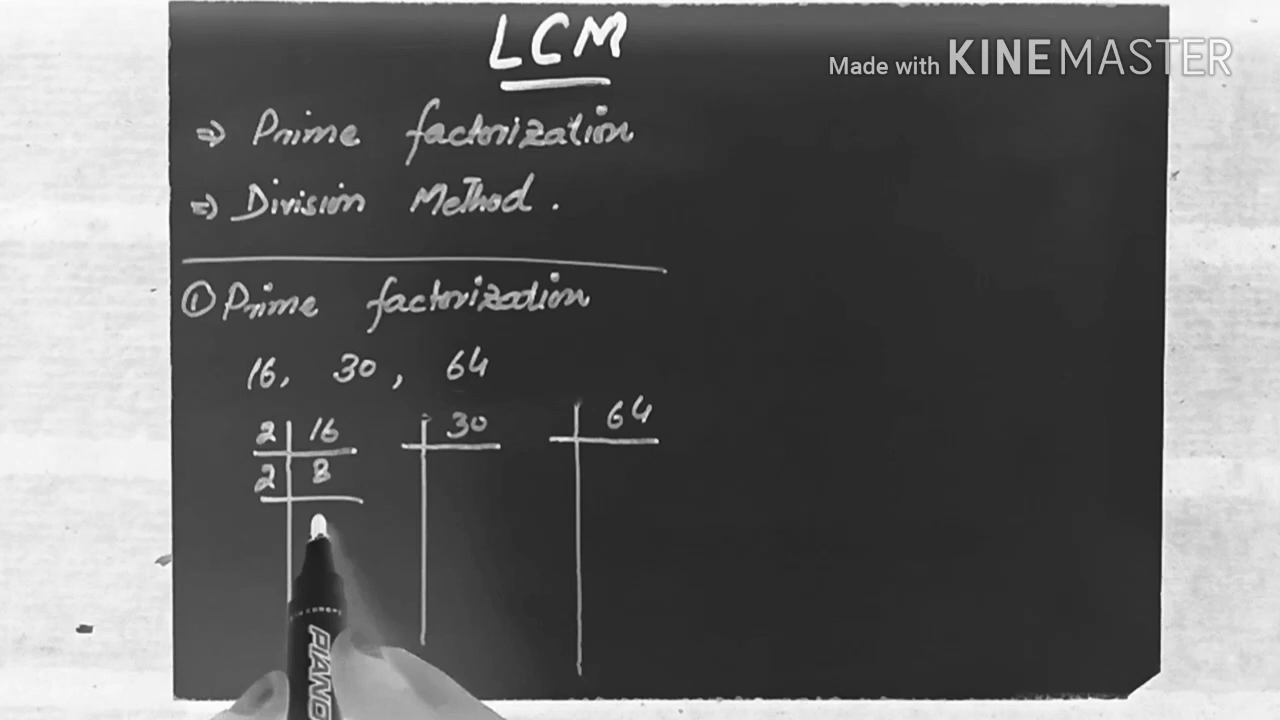 LCM
Made with KINEMASTER
⇒ Prime factorization
⇒ Division Method.
① Prime factorization
16, 30, 64
2 16 30 64
2 8
PIANO